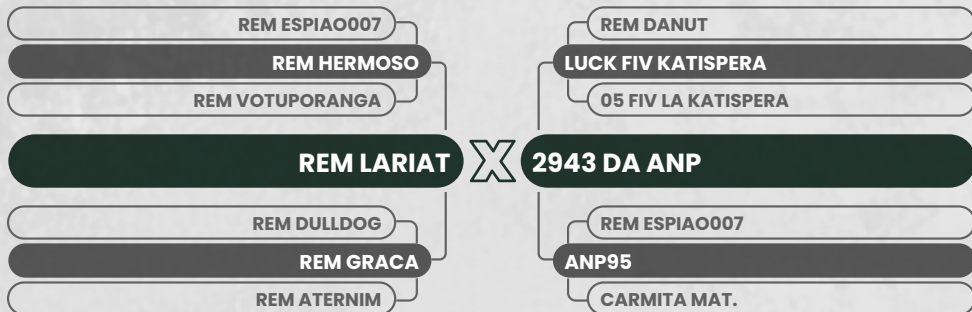 REM ESPIAO007
REM HERMOSO
REM VOTUPORANGA
REM LARIAT
REM DULLDOG
REM GRACA
REM ATERNIM
X
REM DANUT
LUCK FIV KATISPERA
05 FIV LA KATISPERA
2943 DA ANP
REM ESPIAO007
ANP95
CARMITA MAT.